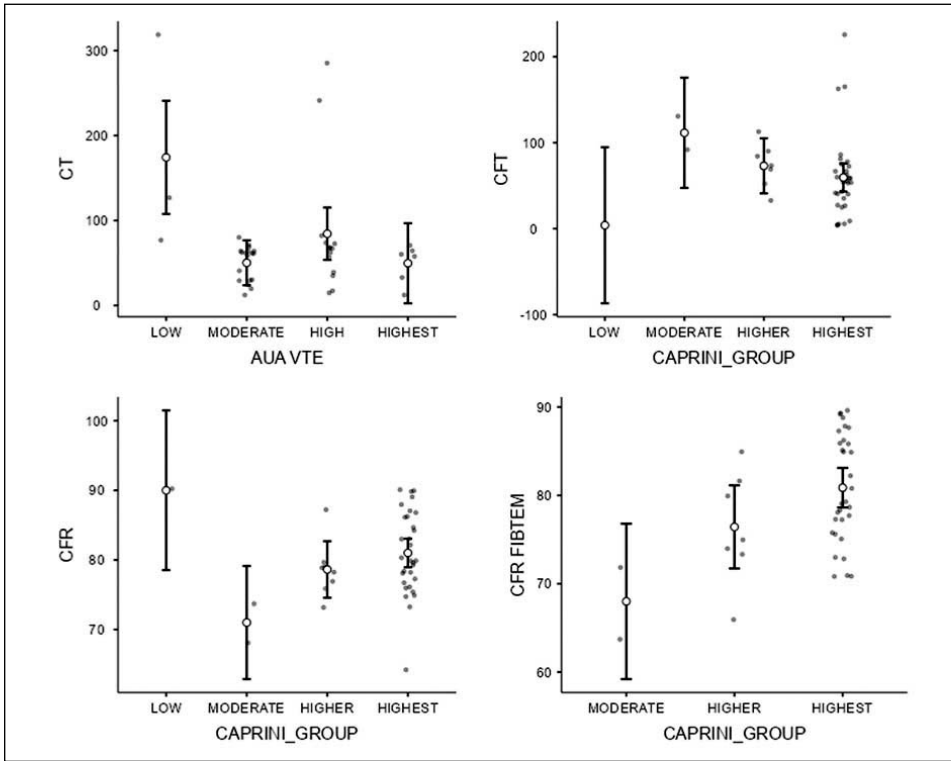 CT
300
200
100
0
LOW MODERATE HIGH HIGHEST
AUA VTE
CFT
200
100
0
-100
LOW MODERATE HIGHER HIGHEST
CAPRINI_GROUP
CFR
100
90
80
70
LOW MODERATE HIGHER HIGHEST
CAPRINI_GROUP
CFR FIBTEM
90
80
70
60
MODERATE HIGHER HIGHEST
CAPRINI_GROUP